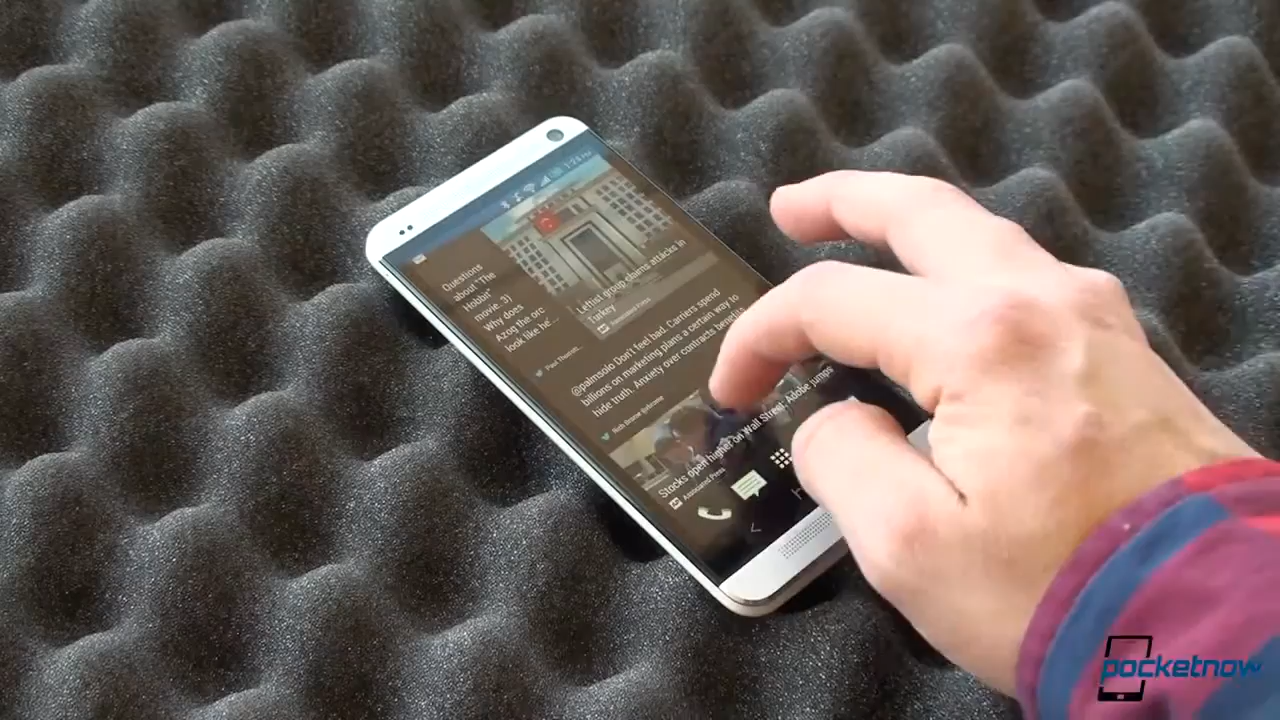 Questions
about "The
Hobbit"
movie. 3)
Why does
Azog the orc
look like he'...
Leftist group claims attacks in
Turkey
Associated Press
@palmsolo Don't feel bad. Carriers spend
billions on marketing plans a certain way to
hide truth. Anxiety over contracts benefits
Stocks open higher on Wall Street; Adobe jumps
Associated Press
pocketnow